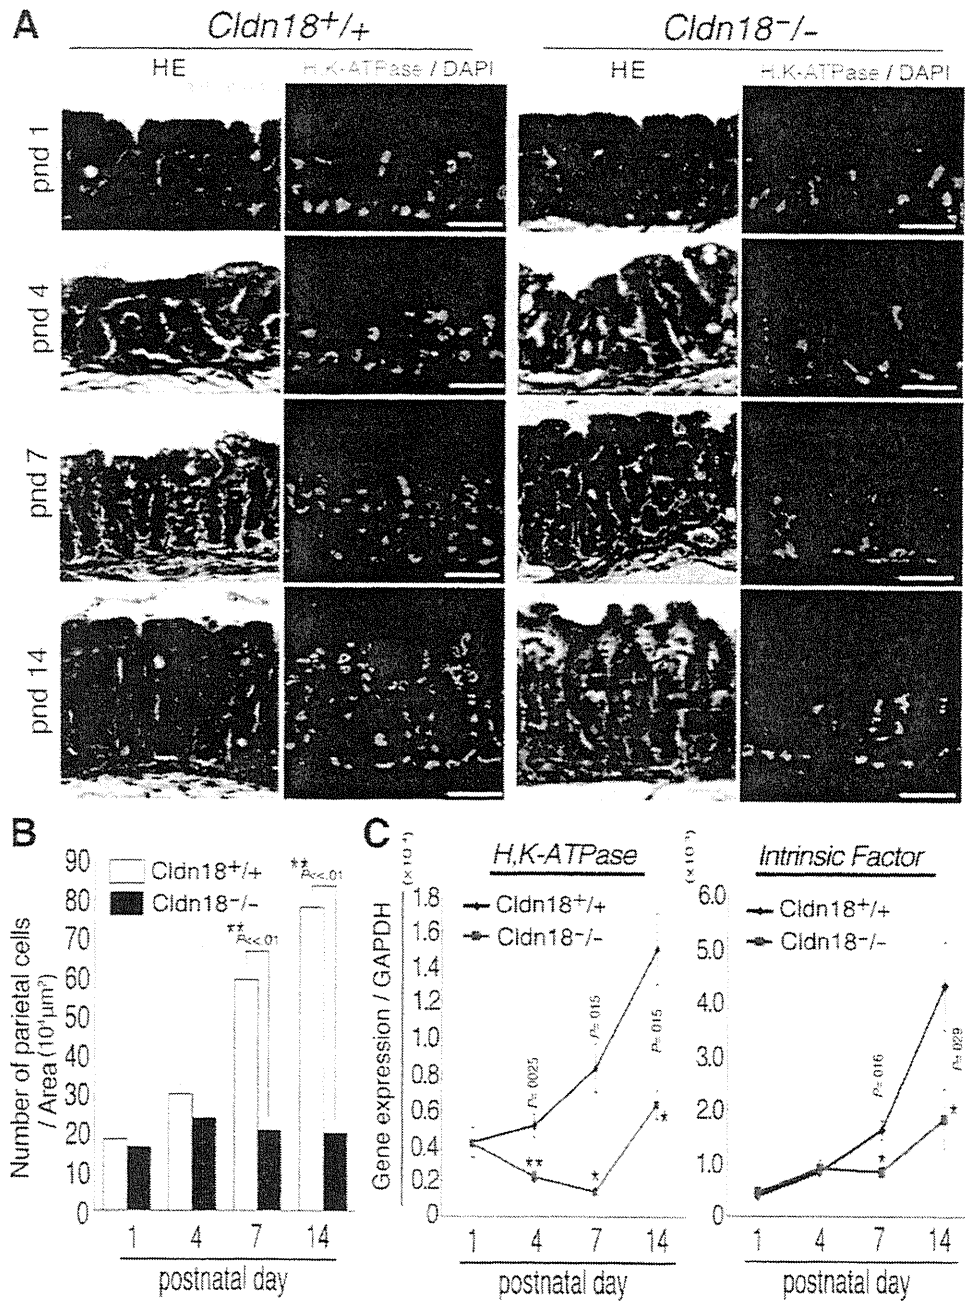 A
Cldn18+/+
Cldn18-/-
HE
H,K-ATPase / DAPI
HE
H,K-ATPase / DAPI
pnd 1
pnd 4
pnd 7
pnd 14
B
Number of parietal cells
/ Area (10⁴μm²)
90
80
70
60
50
40
30
20
10
0
Cldn18+/+
Cldn18-/-
**
P<<.01
**
P<<.01
1 4 7 14
postnatal day
C
Gene expression / GAPDH
H,K-ATPase
1.8
1.6
1.4
1.2
1.0
0.8
0.6
0.4
0.2
0
Cldn18+/+
Cldn18-/-
P=.0025
P=.015
P=.015
**
*
*
1 4 7 14
postnatal day
Intrinsic Factor
6.0
5.0
4.0
3.0
2.0
1.0
0
Cldn18+/+
Cldn18-/-
P=.016
P=.029
*
*
1 4 7 14
postnatal day